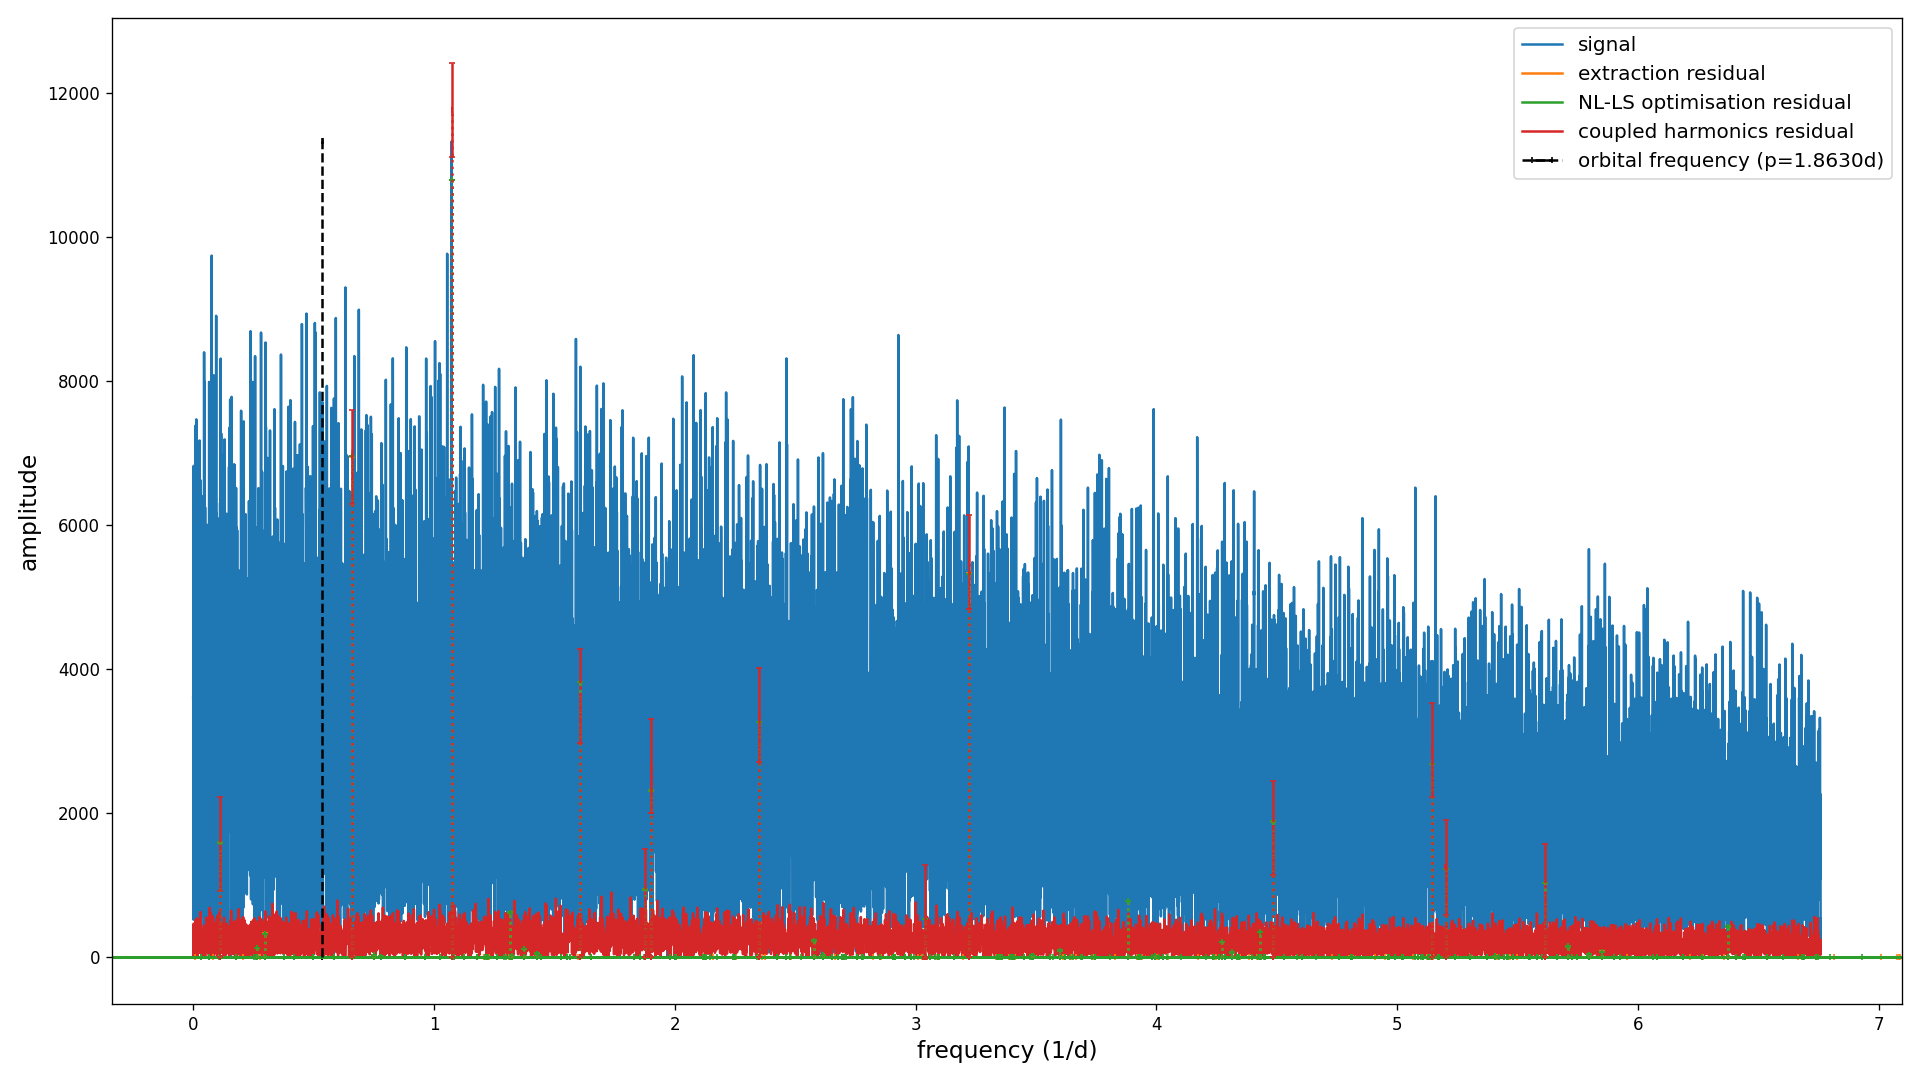 signal
extraction residual
NL-LS optimisation residual
coupled harmonics residual
orbital frequency (p=1.8630d)
amplitude
12000
10000
8000
6000
4000
2000
0
0 1 2 3 4 5 6 7
frequency (1/d)